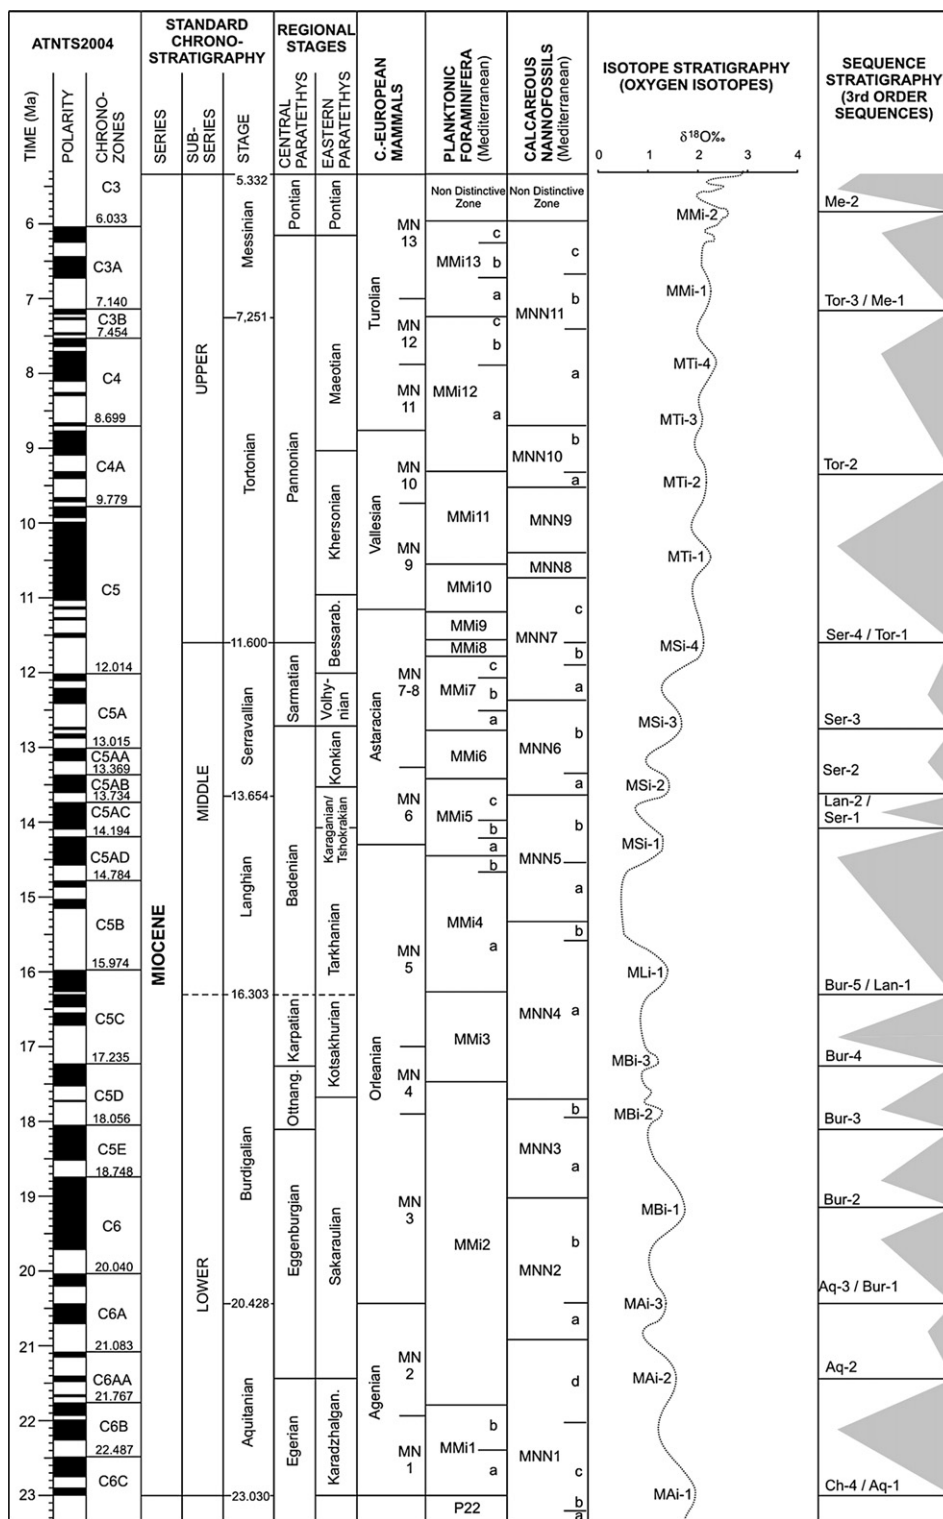 ATNTS2004
STANDARD
CHRONO-
STRATIGRAPHY
REGIONAL
STAGES
TIME (Ma)
POLARITY
CHRONO-
ZONES
SERIES
SUB-
SERIES
STAGE
CENTRAL
PARATETHYS
EASTERN
PARATETHYS
C.-EUROPEAN
MAMMALS
PLANKTONIC
FORAMINIFERA
(Mediterranean)
CALCAREOUS
NANNOFOSSILS
(Mediterranean)
ISOTOPE STRATIGRAPHY
(OXYGEN ISOTOPES)
δ18O‰
0 1 2 3 4
SEQUENCE
STRATIGRAPHY
(3rd ORDER
SEQUENCES)
6
7
8
9
10
11
12
13
14
15
16
17
18
19
20
21
22
23
C3
6.033
C3A
7.140
C3B
7.454
C4
8.699
C4A
9.779
C5
12.014
C5A
13.015
C5AA
13.369
C5AB
13.734
C5AC
14.194
C5AD
14.784
C5B
15.974
C5C
17.235
C5D
18.056
C5E
18.748
C6
20.040
C6A
21.083
C6AA
21.767
C6B
22.487
C6C
MIOCENE
UPPER
MIDDLE
LOWER
5.332
Messinian
7,251
Tortonian
11.600
Serravallian
13.654
Langhian
16.303
Burdigalian
20.428
Aquitanian
23.030
Pontian
Pannonian
Sarmatian
Badenian
Karpatian
Ottnang.
Eggenburgian
Egerian
Pontian
Maeotian
Khersonian
Bessarab.
Volhy-
nian
Konkian
Karaganian/
Tshokrakian
Tarkhanian
Kotsakhurian
Sakaraulian
Karadzhalgan.
Turolian
Vallesian
Astaracian
Orleanian
Agenian
MN
13
MN
12
MN
11
MN
10
MN
9
MN
7-8
MN
6
MN
5
MN
4
MN
3
MN
2
MN
1
Non Distinctive
Zone
MMi13
c
b
a
MMi12
c
b
a
MMi11
MMi10
MMi9
MMi8
MMi7
c
b
a
MMi6
MMi5
c
b
a
MMi4
b
a
MMi3
MMi2
MMi1
b
a
P22
Non Distinctive
Zone
MNN11
c
b
a
MNN10
b
a
MNN9
MNN8
MNN7
c
b
a
MNN6
b
a
MNN5
b
a
MNN4
b
a
MNN3
b
a
MNN2
b
a
MNN1
d
c
b
a
MMi-2
MMi-1
MTi-4
MTi-3
MTi-2
MTi-1
MSi-4
MSi-3
MSi-2
MSi-1
MLi-1
MBi-3
MBi-2
MBi-1
MAi-3
MAi-2
MAi-1
Me-2
Tor-3 / Me-1
Tor-2
Ser-4 / Tor-1
Ser-3
Ser-2
Lan-2 /
Ser-1
Bur-5 / Lan-1
Bur-4
Bur-3
Bur-2
Aq-3 / Bur-1
Aq-2
Ch-4 / Aq-1